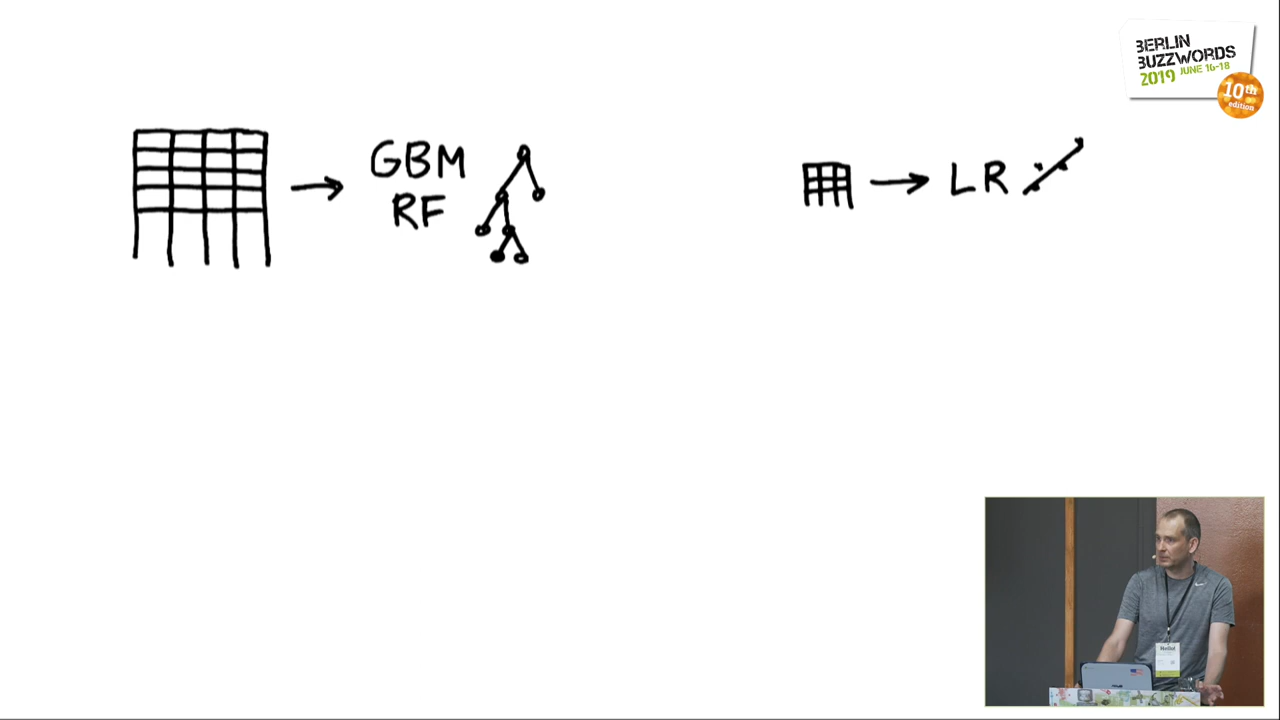 BERLIN
BUZZWORDS
2019 JUNE 16-18
10th
edition
GBM
RF
LR